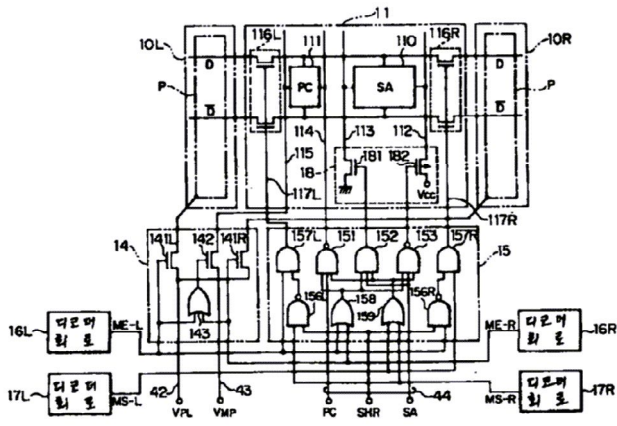 11
116L 111 110 116R
10L 10R
D PC SA D
P P
D̅ D̅
114 113 112
115 18 181 182
117L Vcc 117R
14 141L 142 141R 157L 151 152 153 157R 15
156L 158 159 156R
143
16L 디코더 회로 ME-L ME-R 디코더 회로 16R
17L 디코더 회로 MS-L 42 43 44 MS-R 디코더 회로 17R
VPL VMP PC SHR SA